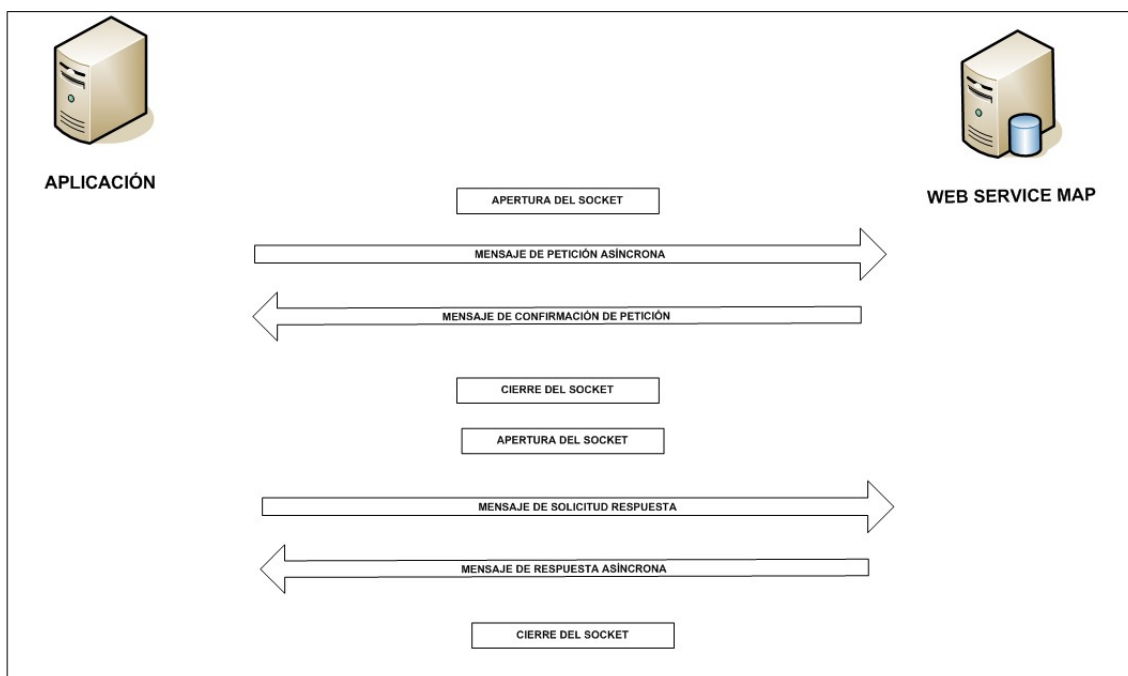 APLICACIÓN
WEB SERVICE MAP
APERTURA DEL SOCKET
MENSAJE DE PETICIÓN ASÍNCRONA
MENSAJE DE CONFIRMACIÓN DE PETICIÓN
CIERRE DEL SOCKET
APERTURA DEL SOCKET
MENSAJE DE SOLICITUD RESPUESTA
MENSAJE DE RESPUESTA ASÍNCRONA
CIERRE DEL SOCKET